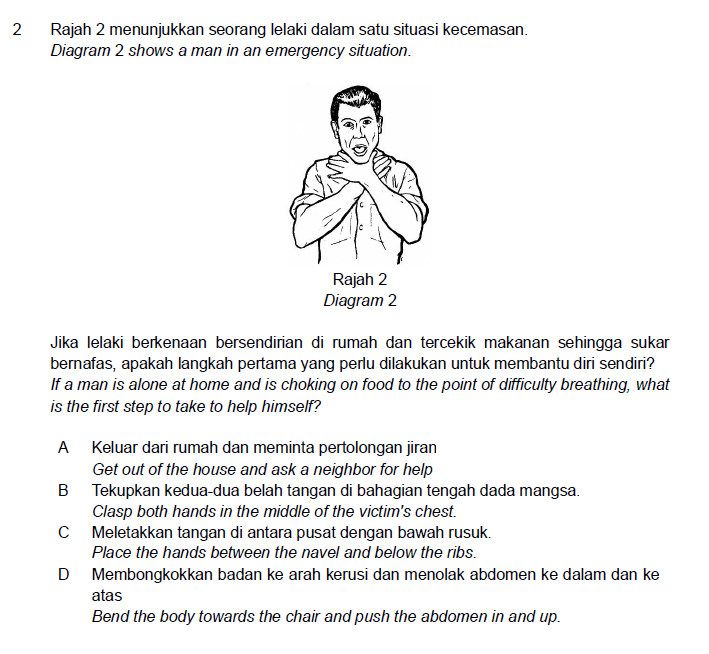 2 Rajah 2 menunjukkan seorang lelaki dalam satu situasi kecemasan.
Diagram 2 shows a man in an emergency situation.
Rajah 2
Diagram 2
Jika lelaki berkenaan bersendirian di rumah dan tercekik makanan sehingga sukar
bernafas, apakah langkah pertama yang perlu dilakukan untuk membantu diri sendiri?
If a man is alone at home and is choking on food to the point of difficulty breathing, what
is the first step to take to help himself?
A Keluar dari rumah dan meminta pertolongan jiran
Get out of the house and ask a neighbor for help
B Tekupkan kedua-dua belah tangan di bahagian tengah dada mangsa.
Clasp both hands in the middle of the victim's chest.
C Meletakkan tangan di antara pusat dengan bawah rusuk.
Place the hands between the navel and below the ribs.
D Membongkokkan badan ke arah kerusi dan menolak abdomen ke dalam dan ke
atas
Bend the body towards the chair and push the abdomen in and up.